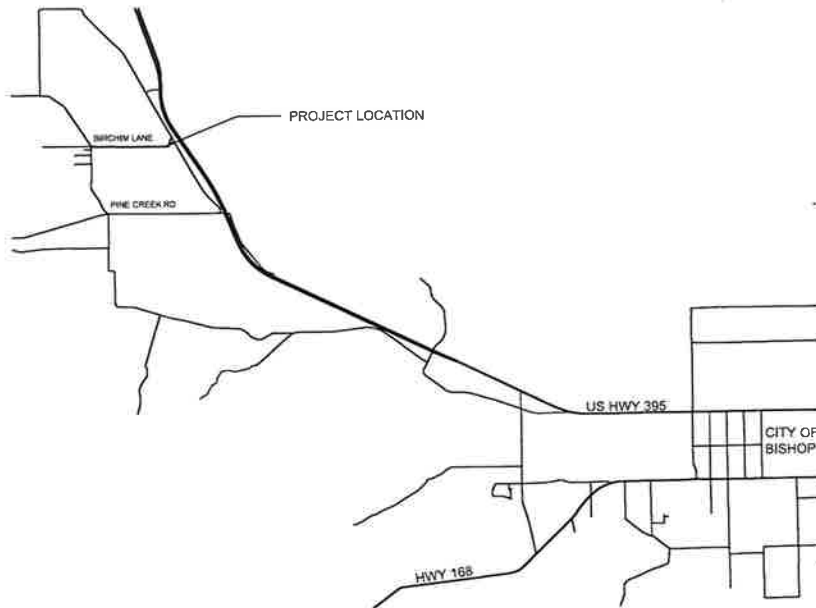 PROJECT LOCATION
BIRCHIM LANE
PINE CREEK RD
US HWY 395
CITY OF
BISHOP
HWY 168